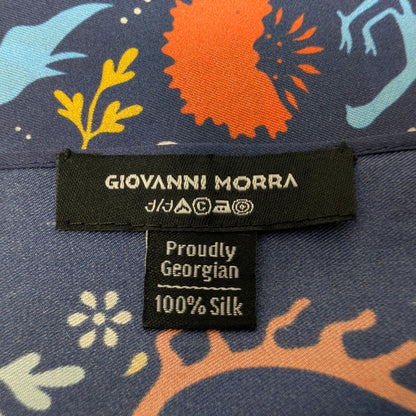 GIOVANNI MORRA
Proudly
Georgian
100% Silk